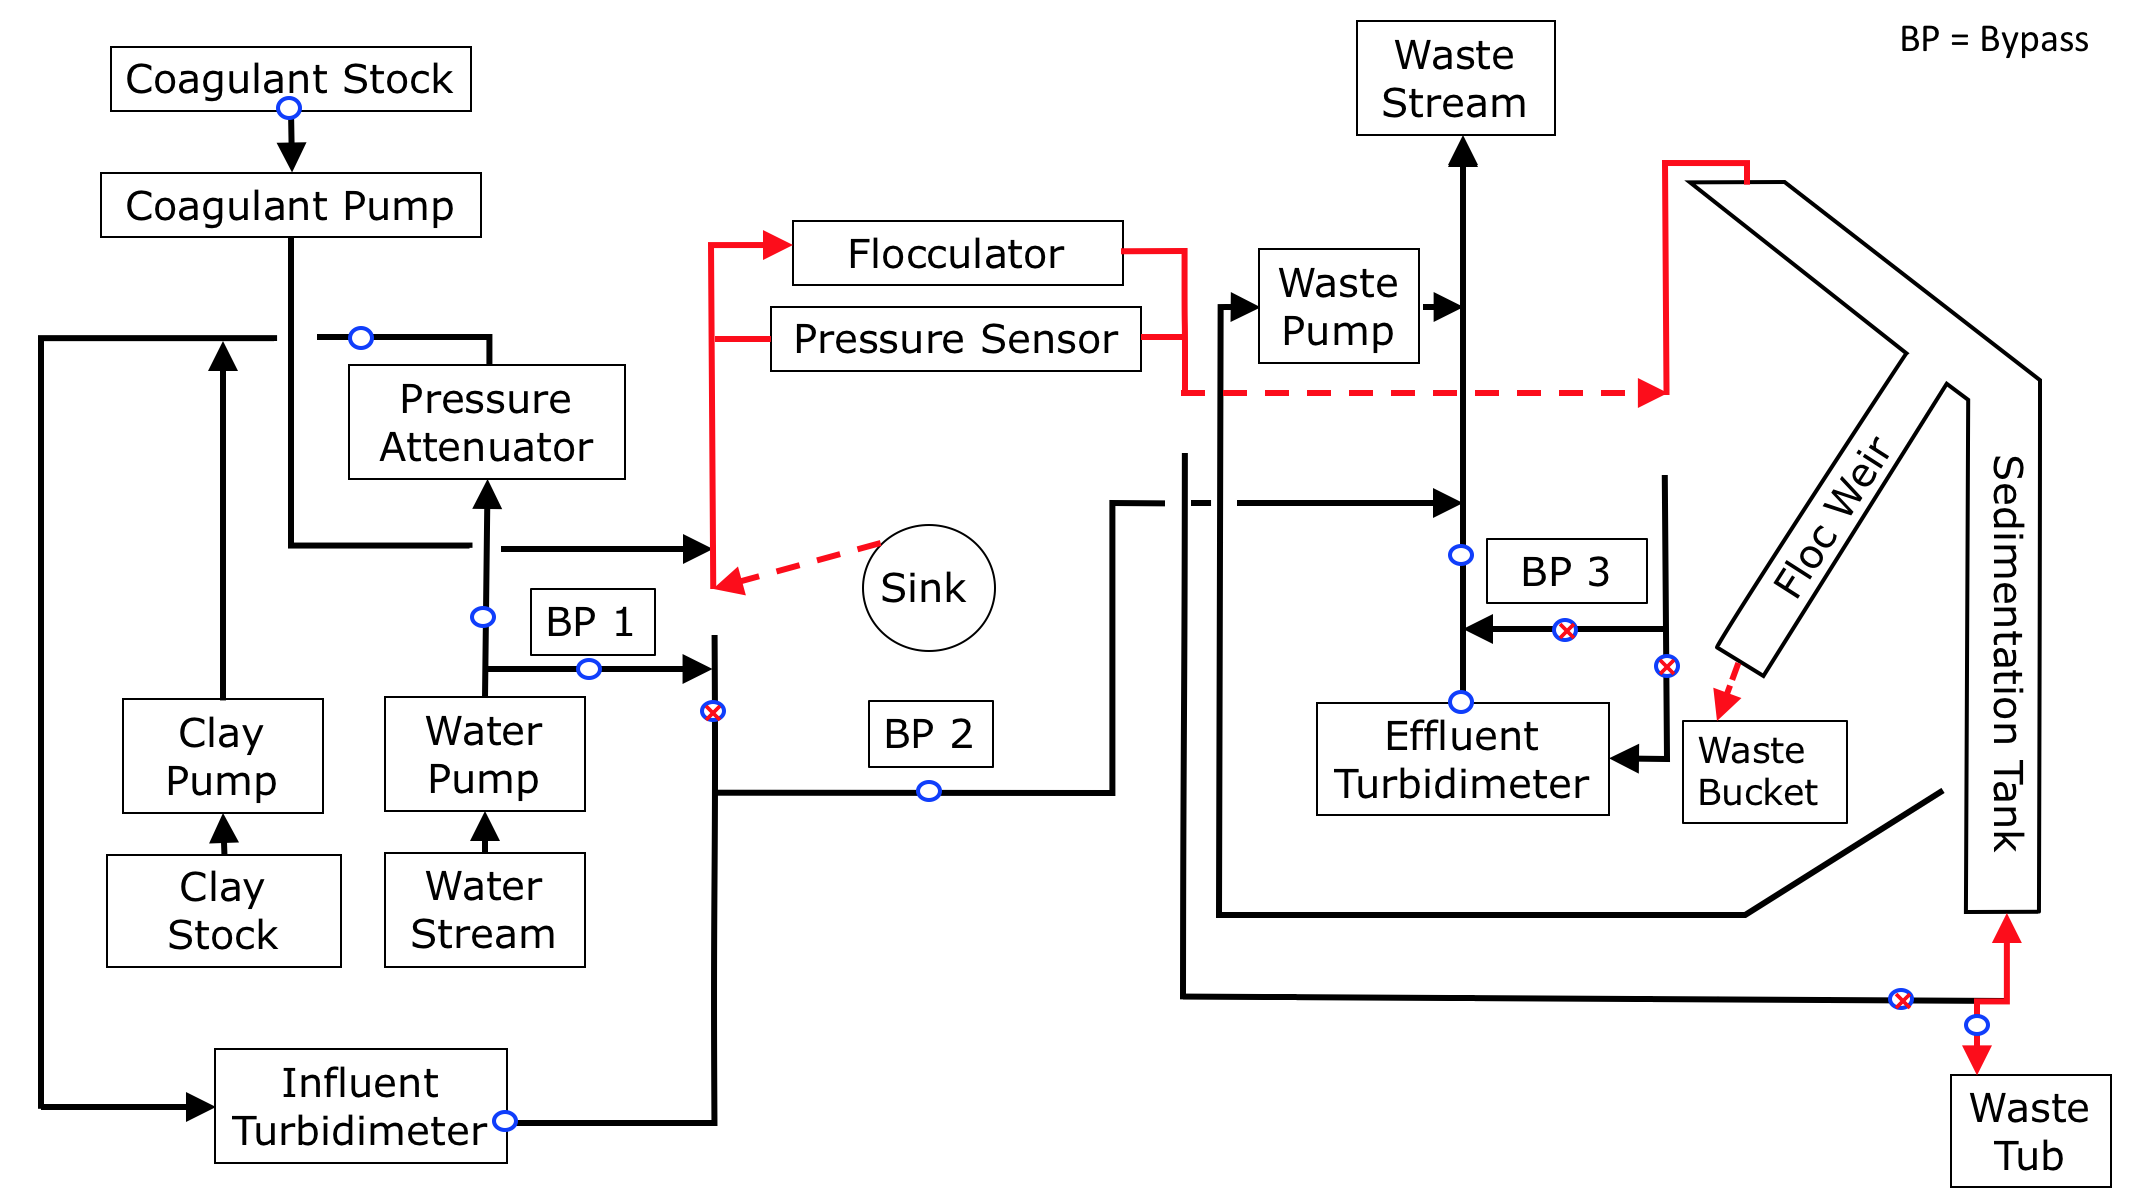 BP = Bypass
Coagulant Stock
Waste
Stream
Coagulant Pump
Flocculator
Waste
Pump
Pressure Sensor
Pressure
Attenuator
Floc Weir
Sedimentation Tank
BP 3
Sink
BP 1
Clay
Pump
Water
Pump
BP 2
Effluent
Turbidimeter
Waste
Bucket
Clay
Stock
Water
Stream
Influent
Turbidimeter
Waste
Tub